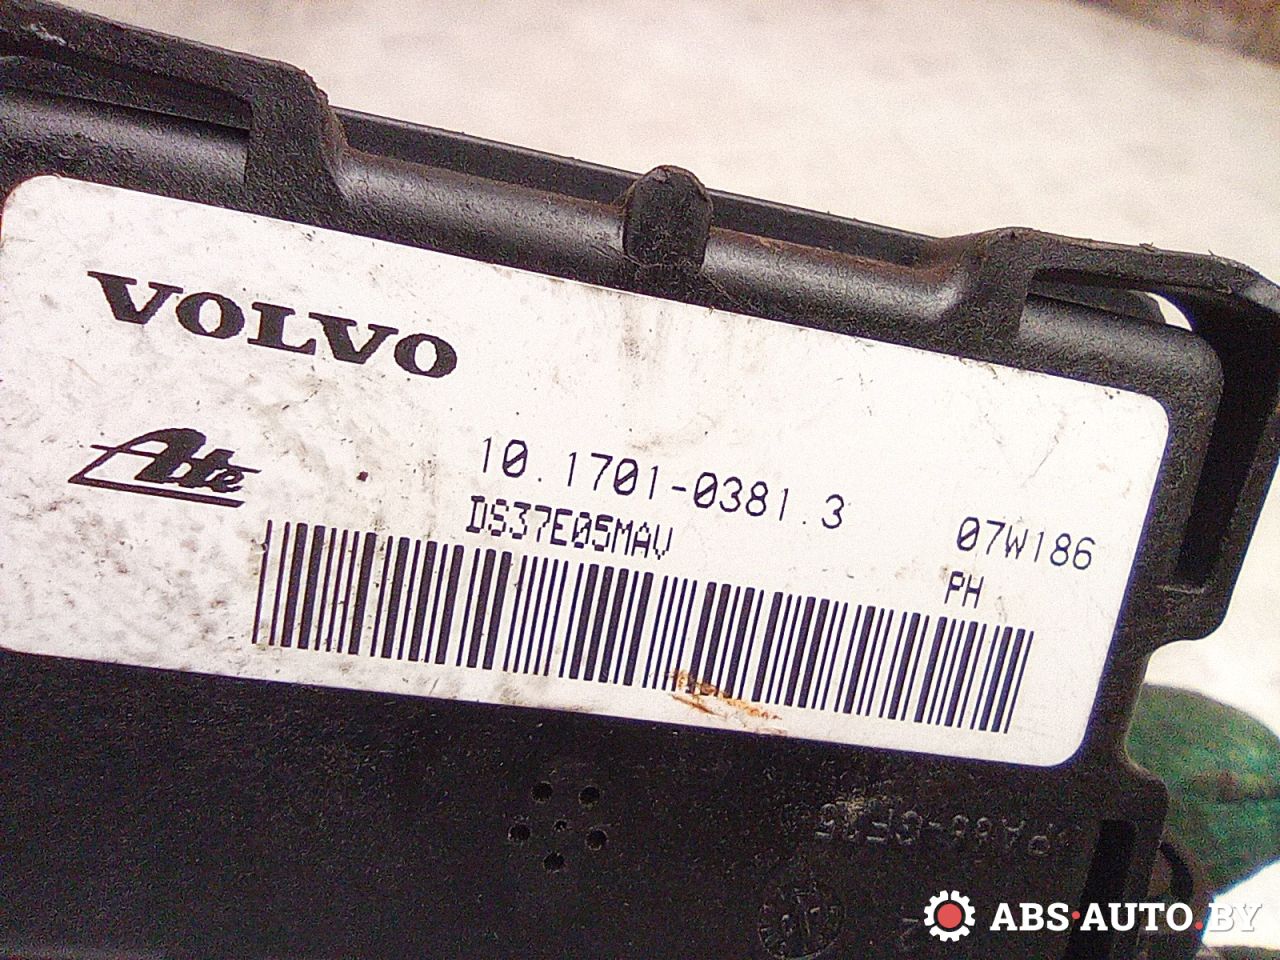 VOLVO
Ate
10.1701-0381.3
DS37E05MAV
07W186
PH
ABS·AUTO.BY